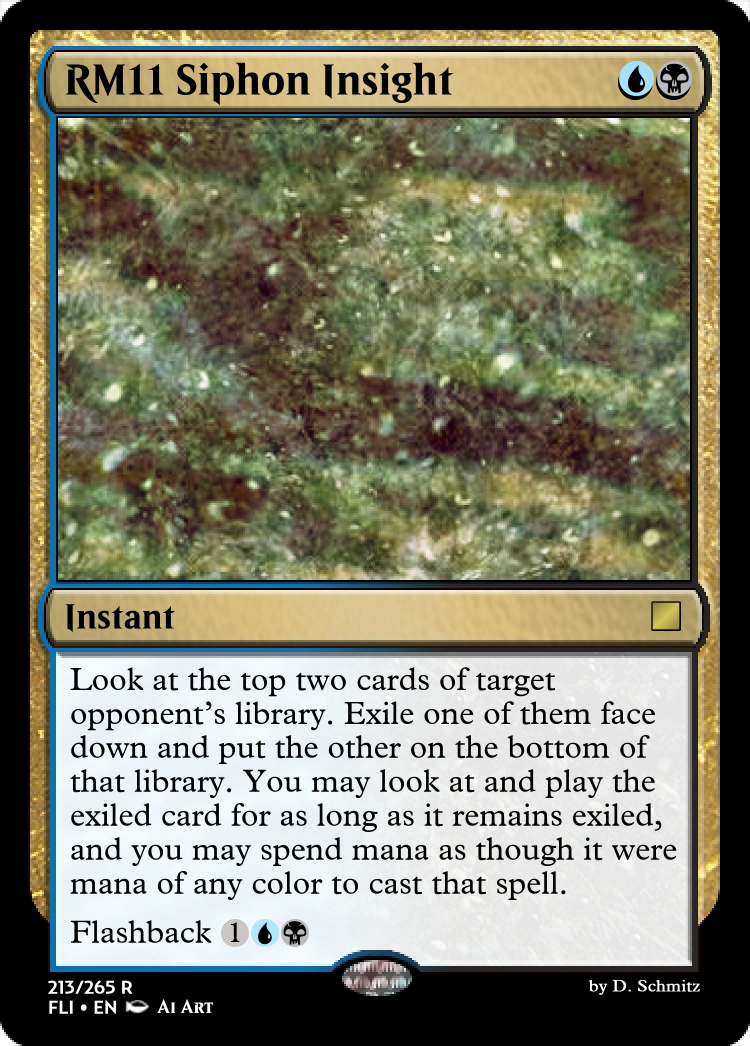 RM11 Siphon Insight
Instant
Look at the top two cards of target
opponent's library. Exile one of them face
down and put the other on the bottom of
that library. You may look at and play the
exiled card for as long as it remains exiled,
and you may spend mana as though it were
mana of any color to cast that spell.
Flashback 1
213/265 R
by D. Schmitz
FLI • EN AI ART